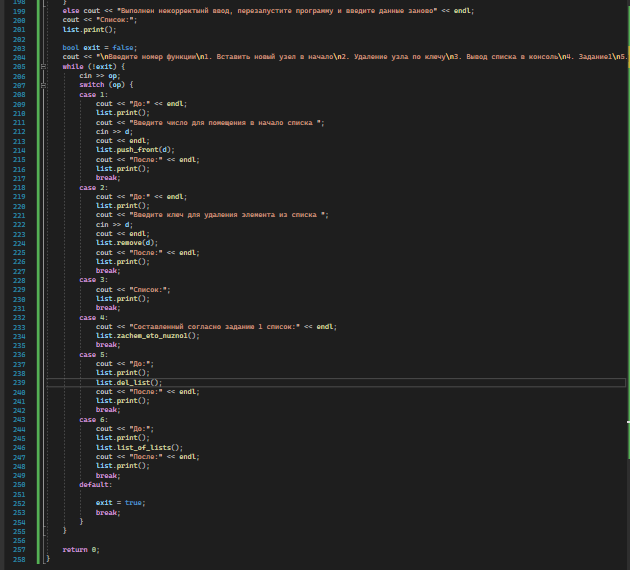 198 }
199 else cout << "Выполнен некорректный ввод, перезапустите программу и введите данные заново" << endl;
200 cout << "Список:";
201 list.print();
202
203 bool exit = false;
204 cout << "\nВведите номер функции\n1. Вставить новый узел в начало\n2. Удаление узла по ключу\n3. Вывод списка в консоль\n4. Задание1\n5.
205 while (!exit) {
206 cin >> op;
207 switch (op) {
208 case 1:
209 cout << "До:" << endl;
210 list.print();
211 cout << "Введите число для помещения в начало списка ";
212 cin >> d;
213 cout << endl;
214 list.push_front(d);
215 cout << "После:" << endl;
216 list.print();
217 break;
218 case 2:
219 cout << "До:" << endl;
220 list.print();
221 cout << "Введите ключ для удаления элемента из списка ";
222 cin >> d;
223 cout << endl;
224 list.remove(d);
225 cout << "После:" << endl;
226 list.print();
227 break;
228 case 3:
229 cout << "Список:";
230 list.print();
231 break;
232 case 4:
233 cout << "Составленный согласно заданию 1 список:" << endl;
234 list.zachem_eto_nuzno1();
235 break;
236 case 5:
237 cout << "До:";
238 list.print();
239 list.del_list();
240 cout << "После:" << endl;
241 list.print();
242 break;
243 case 6:
244 cout << "До:";
245 list.print();
246 list.list_of_lists();
247 cout << "После:" << endl;
248 list.print();
249 break;
250 default:
251
252 exit = true;
253 break;
254 }
255 }
256
257 return 0;
258 }